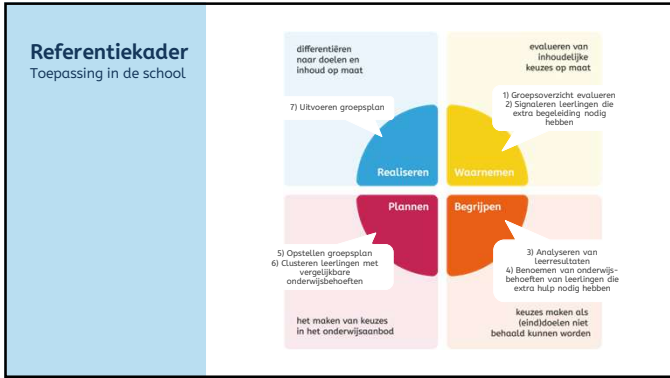 Referentiekader
Toepassing in de school
differentiëren
naar doelen en
inhoud op maat
7) Uitvoeren groepsplan
Realiseren
evalueren van
inhoudelijke
keuzes op maat
1) Groepsoverzicht evalueren
2) Signaleren leerlingen die
extra begeleiding nodig
hebben
Waarnemen
Plannen
5) Opstellen groepsplan
6) Clusteren leerlingen met
vergelijkbare
onderwijsbehoeften
het maken van keuzes
in het onderwijsaanbod
Begrijpen
3) Analyseren van
leerresultaten
4) Benoemen van onderwijs-
behoeften van leerlingen die
extra hulp nodig hebben
keuzes maken als
(eind)doelen niet
behaald kunnen worden